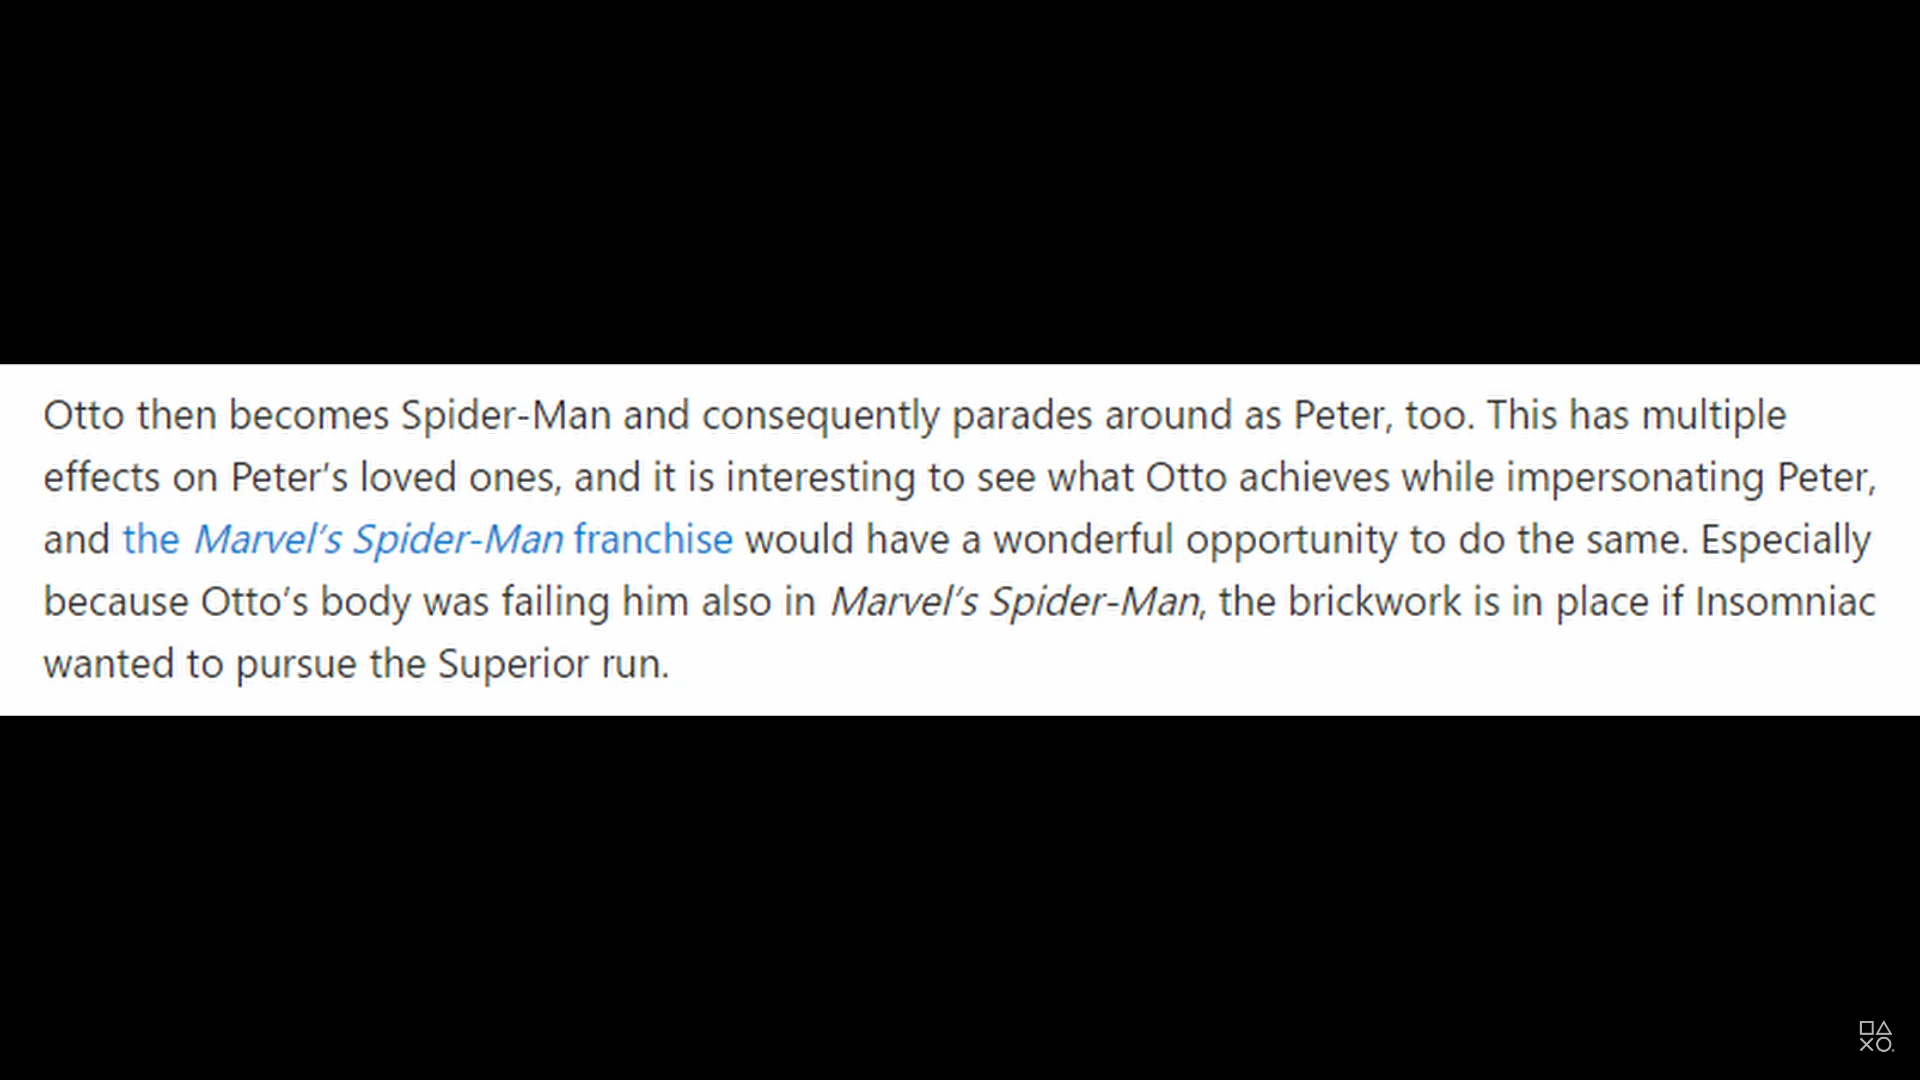 Otto then becomes Spider-Man and consequently parades around as Peter, too. This has multiple
effects on Peter’s loved ones, and it is interesting to see what Otto achieves while impersonating Peter,
and the Marvel’s Spider-Man franchise would have a wonderful opportunity to do the same. Especially
because Otto’s body was failing him also in Marvel’s Spider-Man, the brickwork is in place if Insomniac
wanted to pursue the Superior run.